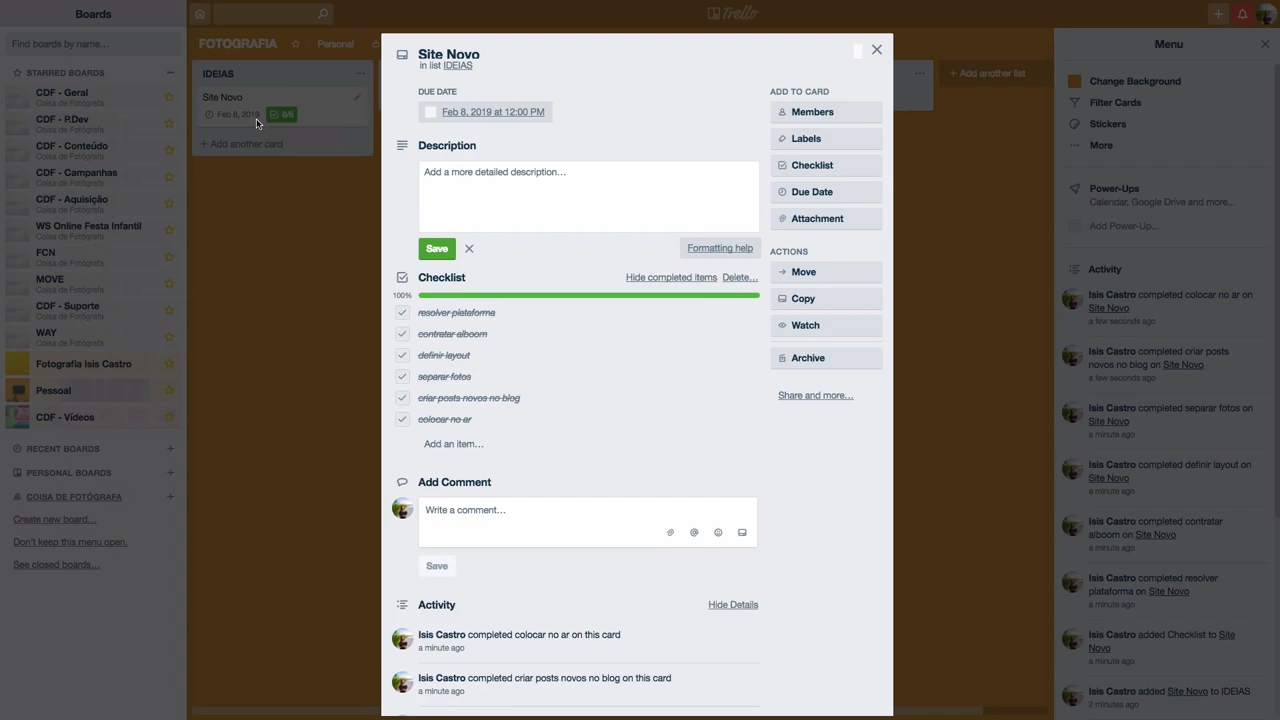 Boards
Trello
Find boards by name…
STARRED BOARDS
CDF - Geral
Coisa de Fotógrafa
CDF - P.Dev
Coisa de Fotógrafa
CDF - Conteúdo
Coisa de Fotógrafa
CDF - Campanhas
Coisa de Fotógrafa
CDF - Aquisição
Coisa de Fotógrafa
WS Online Festa Infantil
Coisa de Fotógrafa
FCN
Coisa de Fotógrafa
MOVE
Coisa de Fotógrafa
CDF - Suporte
Coisa de Fotógrafa
WAY
Coisa de Fotógrafa
Fotografia Isis Castro
Pessoal
CDF - Vídeos
RECENT BOARDS
PERSONAL BOARDS
COISA DE FOTÓGRAFA
Create new board…
Don't keep this menu open.
See closed boards…
FOTOGRAFIA
Personal
IDEIAS
Site Novo
Feb 8, 2019
6/6
+ Add another card
+ Add another list
Site Novo
in list IDEIAS
DUE DATE
Feb 8, 2019 at 12:00 PM
Description
Add a more detailed description…
Save
Formatting help
Checklist
Hide completed items
Delete…
100%
resolver plataforma
contratar alboom
definir layout
separar fotos
criar posts novos no blog
colocar no ar
Add an item…
Add Comment
Write a comment…
Save
Activity
Hide Details
Isis Castro completed colocar no ar on this card
a minute ago
Isis Castro completed criar posts novos no blog on this card
a minute ago
ADD TO CARD
Members
Labels
Checklist
Due Date
Attachment
ACTIONS
Move
Copy
Watch
Archive
Share and more…
Menu
Change Background
Filter Cards
Stickers
More
Power-Ups
Calendar, Google Drive and more…
Add Power-Up…
Activity
Isis Castro completed colocar no ar on
Site Novo
a few seconds ago
Isis Castro completed criar posts
novos no blog on Site Novo
a few seconds ago
Isis Castro completed separar fotos on
Site Novo
a minute ago
Isis Castro completed definir layout on
Site Novo
a minute ago
Isis Castro completed contratar
alboom on Site Novo
a minute ago
Isis Castro completed resolver
plataforma on Site Novo
a minute ago
Isis Castro added Checklist to Site
Novo
a minute ago
Isis Castro added Site Novo to IDEIAS
2 minutes ago